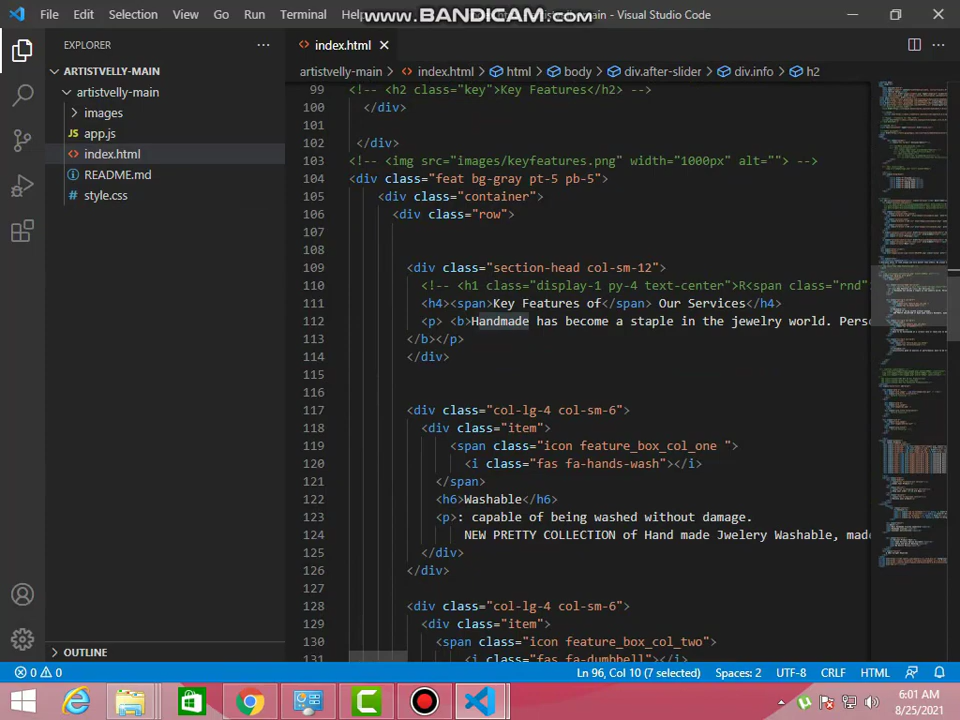 File Edit Selection View Go Run Terminal Help
www.BANDICAM.com
main - Visual Studio Code
EXPLORER
ARTISTVELLY-MAIN
artistvelly-main
images
JS app.js
index.html
README.md
style.css
OUTLINE
index.html
artistvelly-main > index.html > html > body > div.after-slider > div.info > h2
99 <!-- <h2 class="key">Key Features</h2> -->
100 </div>
101
102 </div>
103 <!-- <img src="images/keyfeatures.png" width="1000px" alt=""> -->
104 <div class="feat bg-gray pt-5 pb-5">
105 <div class="container">
106 <div class="row">
107
108
109 <div class="section-head col-sm-12">
110 <!-- <h1 class="display-1 py-4 text-center">R<span class="rnd"
111 <h4><span>Key Features of</span> Our Services</h4>
112 <p> <b>Handmade has become a staple in the jewelry world. Perso
113 </b></p>
114 </div>
115
116
117 <div class="col-lg-4 col-sm-6">
118 <div class="item">
119 <span class="icon feature_box_col_one ">
120 <i class="fas fa-hands-wash"></i>
121 </span>
122 <h6>Washable</h6>
123 <p>: capable of being washed without damage.
124 NEW PRETTY COLLECTION of Hand made Jwelery Washable, made
125 </div>
126 </div>
127
128 <div class="col-lg-4 col-sm-6">
129 <div class="item">
130 <span class="icon feature_box_col_two">
131 <i class="fas fa-dumbbell"></i>
0 0 Ln 96, Col 10 (7 selected) Spaces: 2 UTF-8 CRLF HTML
6:01 AM
8/25/2021